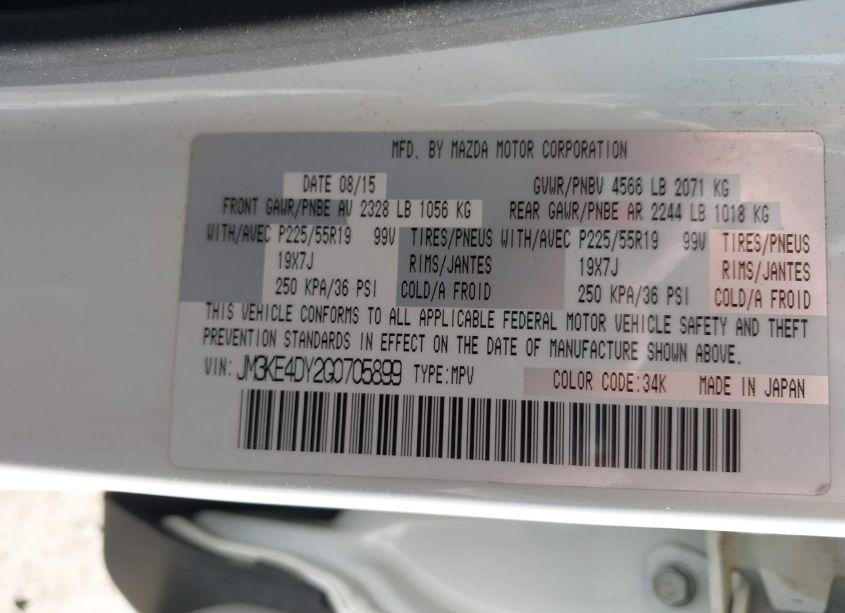 MFD. BY MAZDA MOTOR CORPORATION
DATE 08/15 GVWR/PNBV 4566 LB 2071 KG
FRONT GAWR/PNBE AV 2328 LB 1056 KG REAR GAWR/PNBE AR 2244 LB 1018 KG
WITH/AVEC P225/55R19 99V TIRES/PNEUS WITH/AVEC P225/55R19 99V TIRES/PNEUS
19X7J RIMS/JANTES 19X7J RIMS/JANTES
250 KPA/36 PSI COLD/A FROID 250 KPA/36 PSI COLD/A FROID
THIS VEHICLE CONFORMS TO ALL APPLICABLE FEDERAL MOTOR VEHICLE SAFETY AND THEFT
PREVENTION STANDARDS IN EFFECT ON THE DATE OF MANUFACTURE SHOWN ABOVE.
VIN: JM3KE4DY2G0705899 TYPE:MPV COLOR CODE:34K MADE IN JAPAN